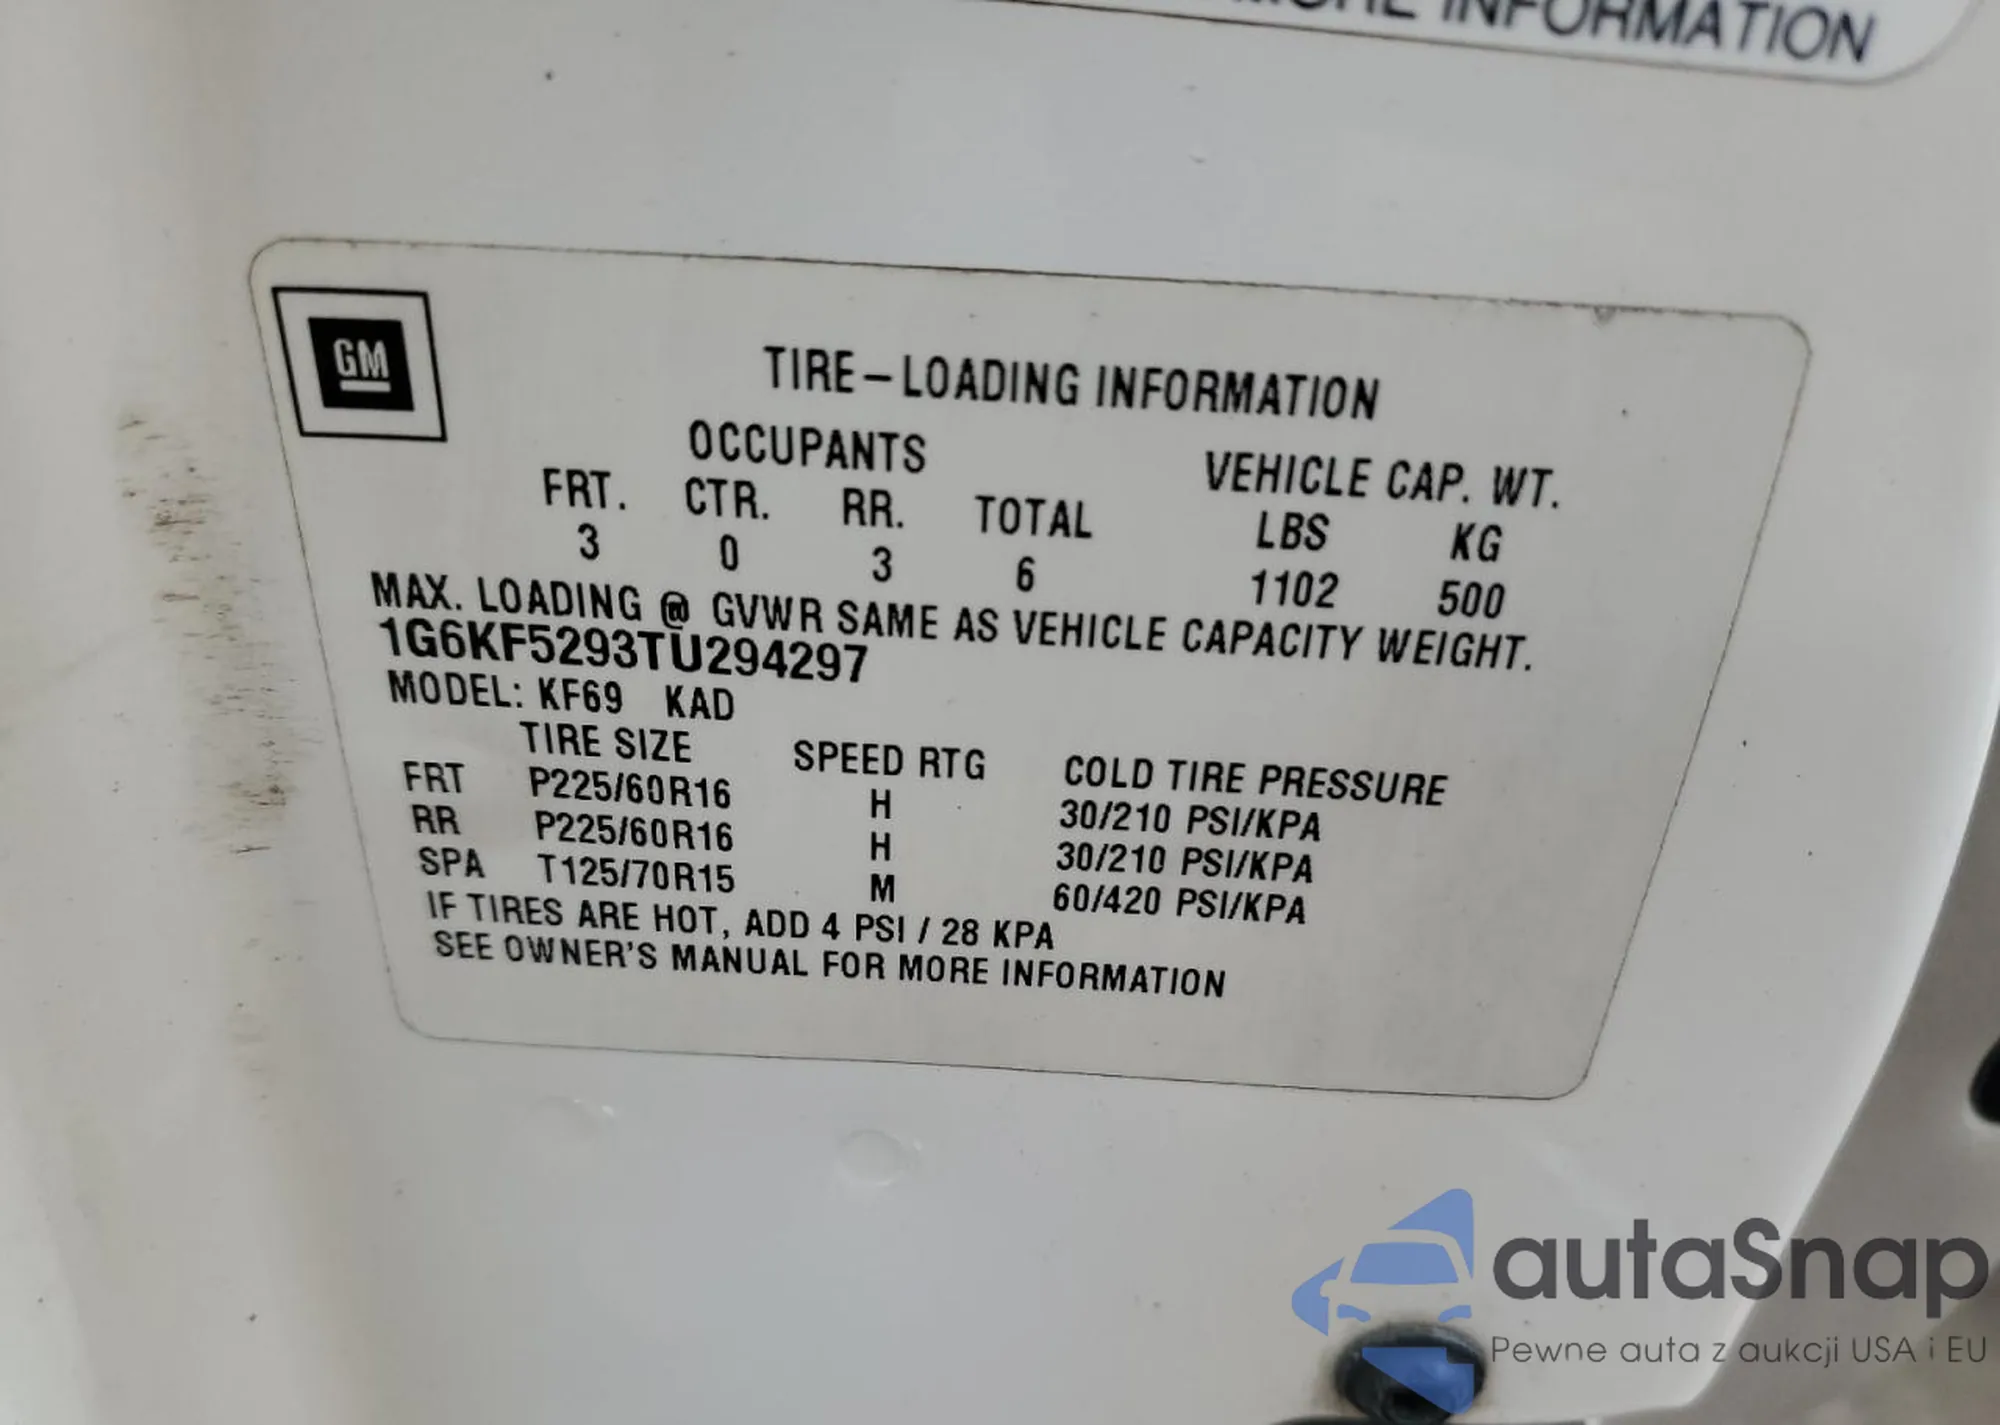 MORE INFORMATION
GM
TIRE–LOADING INFORMATION
OCCUPANTS VEHICLE CAP. WT.
FRT. CTR. RR. TOTAL LBS KG
3 0 3 6 1102 500
MAX. LOADING @ GVWR SAME AS VEHICLE CAPACITY WEIGHT.
1G6KF5293TU294297
MODEL: KF69 KAD
TIRE SIZE SPEED RTG COLD TIRE PRESSURE
FRT P225/60R16 H 30/210 PSI/KPA
RR P225/60R16 H 30/210 PSI/KPA
SPA T125/70R15 M 60/420 PSI/KPA
IF TIRES ARE HOT, ADD 4 PSI / 28 KPA
SEE OWNER'S MANUAL FOR MORE INFORMATION
autaSnap
Pewne auta z aukcji USA i EU